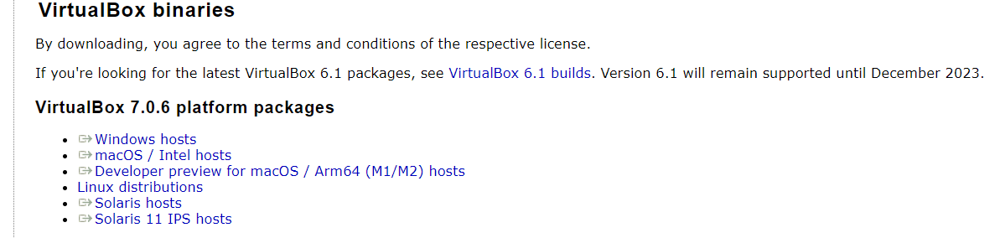 VirtualBox binaries
By downloading, you agree to the terms and conditions of the respective license.
If you're looking for the latest VirtualBox 6.1 packages, see VirtualBox 6.1 builds. Version 6.1 will remain supported until December 2023.
VirtualBox 7.0.6 platform packages
Windows hosts
macOS / Intel hosts
Developer preview for macOS / Arm64 (M1/M2) hosts
Linux distributions
Solaris hosts
Solaris 11 IPS hosts